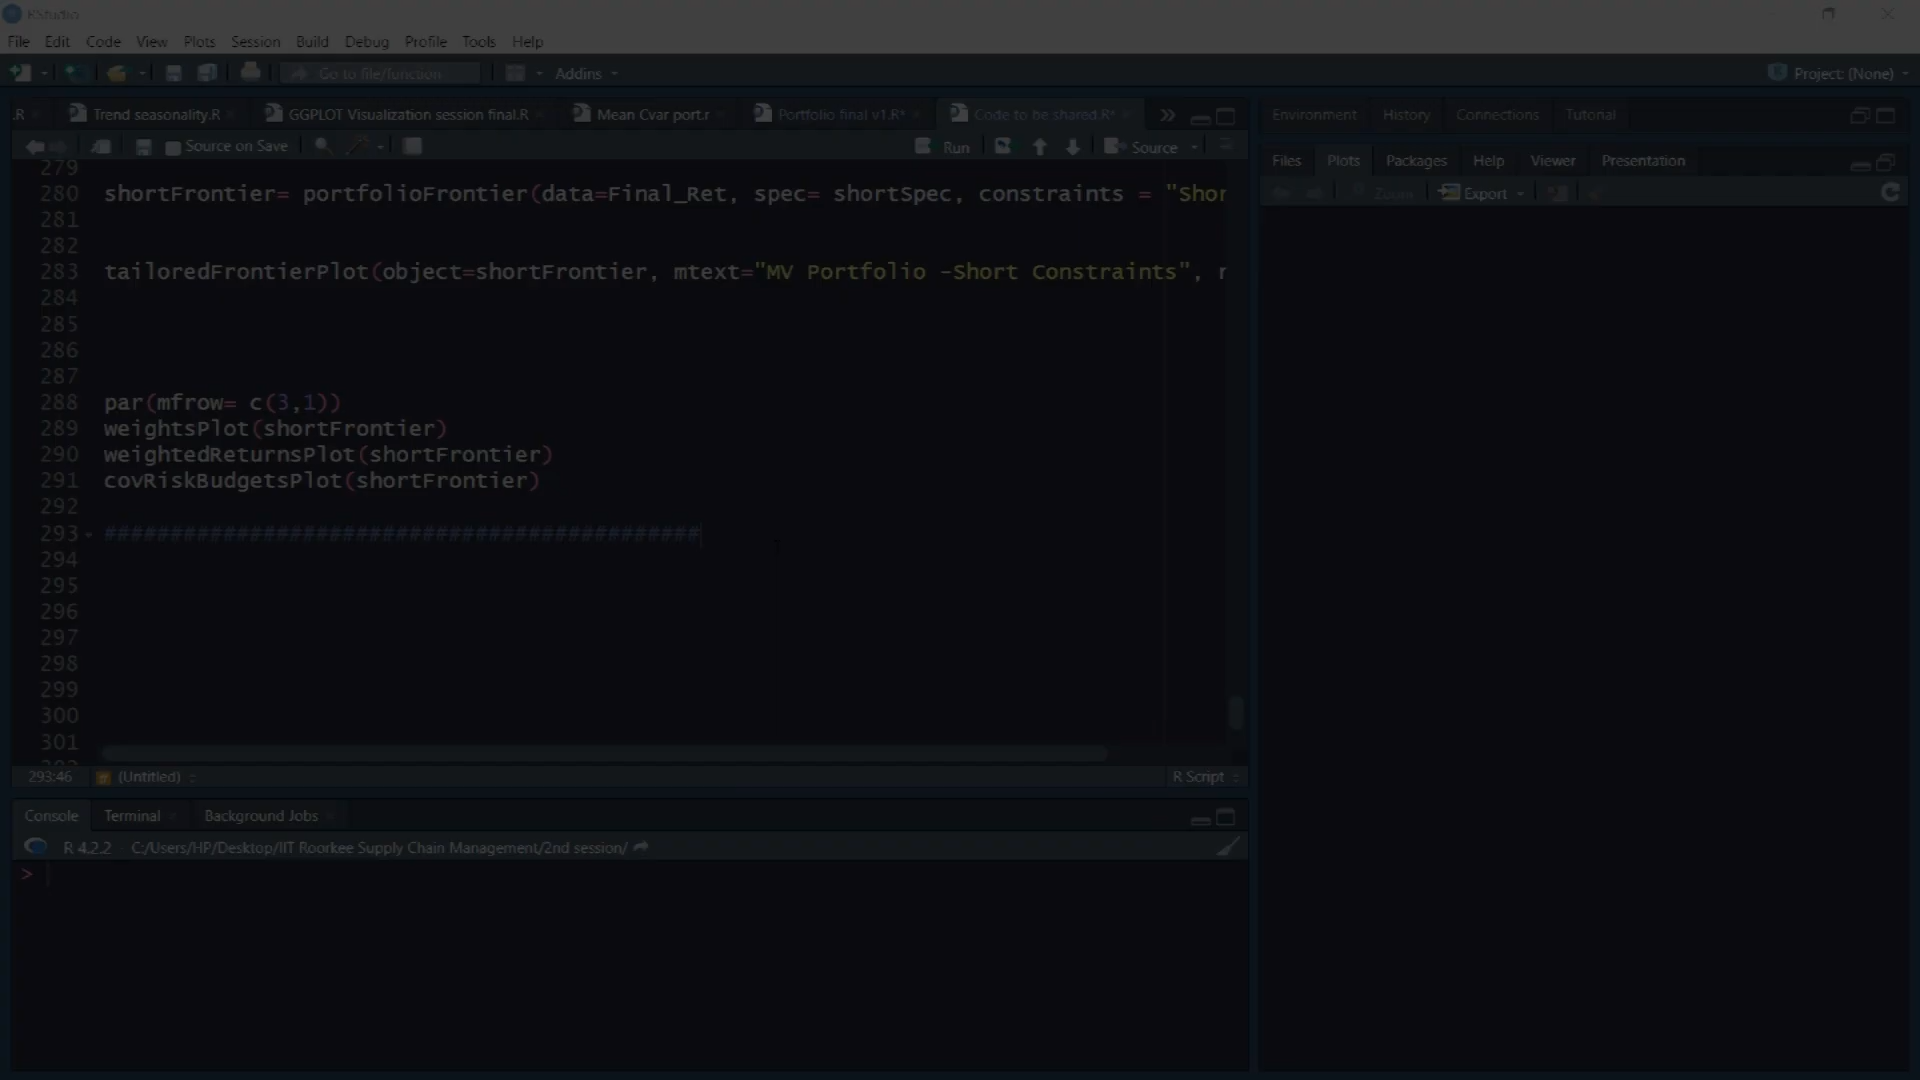 RStudio
File Edit Code View Plots Session Build Debug Profile Tools Help
Go to file/function Addins Project: (None)
.R Trend seasonality.R GGPLOT Visualization session final.R Mean Cvar port.r Portfolio final v1.R* Code to be shared.R*
Source on Save Run Source
279
280 shortFrontier= portfolioFrontier(data=Final_Ret, spec= shortSpec, constraints = "Shor
281
282
283 tailoredFrontierPlot(object=shortFrontier, mtext="MV Portfolio -Short Constraints", r
284
285
286
287
288 par(mfrow= c(3,1))
289 weightsPlot(shortFrontier)
290 weightedReturnsPlot(shortFrontier)
291 covRiskBudgetsPlot(shortFrontier)
292
293 #############################################
294
295
296
297
298
299
300
301
293:46 # (Untitled) R Script
Console Terminal Background Jobs
R 4.2.2 C:/Users/HP/Desktop/IIT Roorkee Supply Chain Management/2nd session/
>
Environment History Connections Tutorial
Files Plots Packages Help Viewer Presentation
Zoom Export